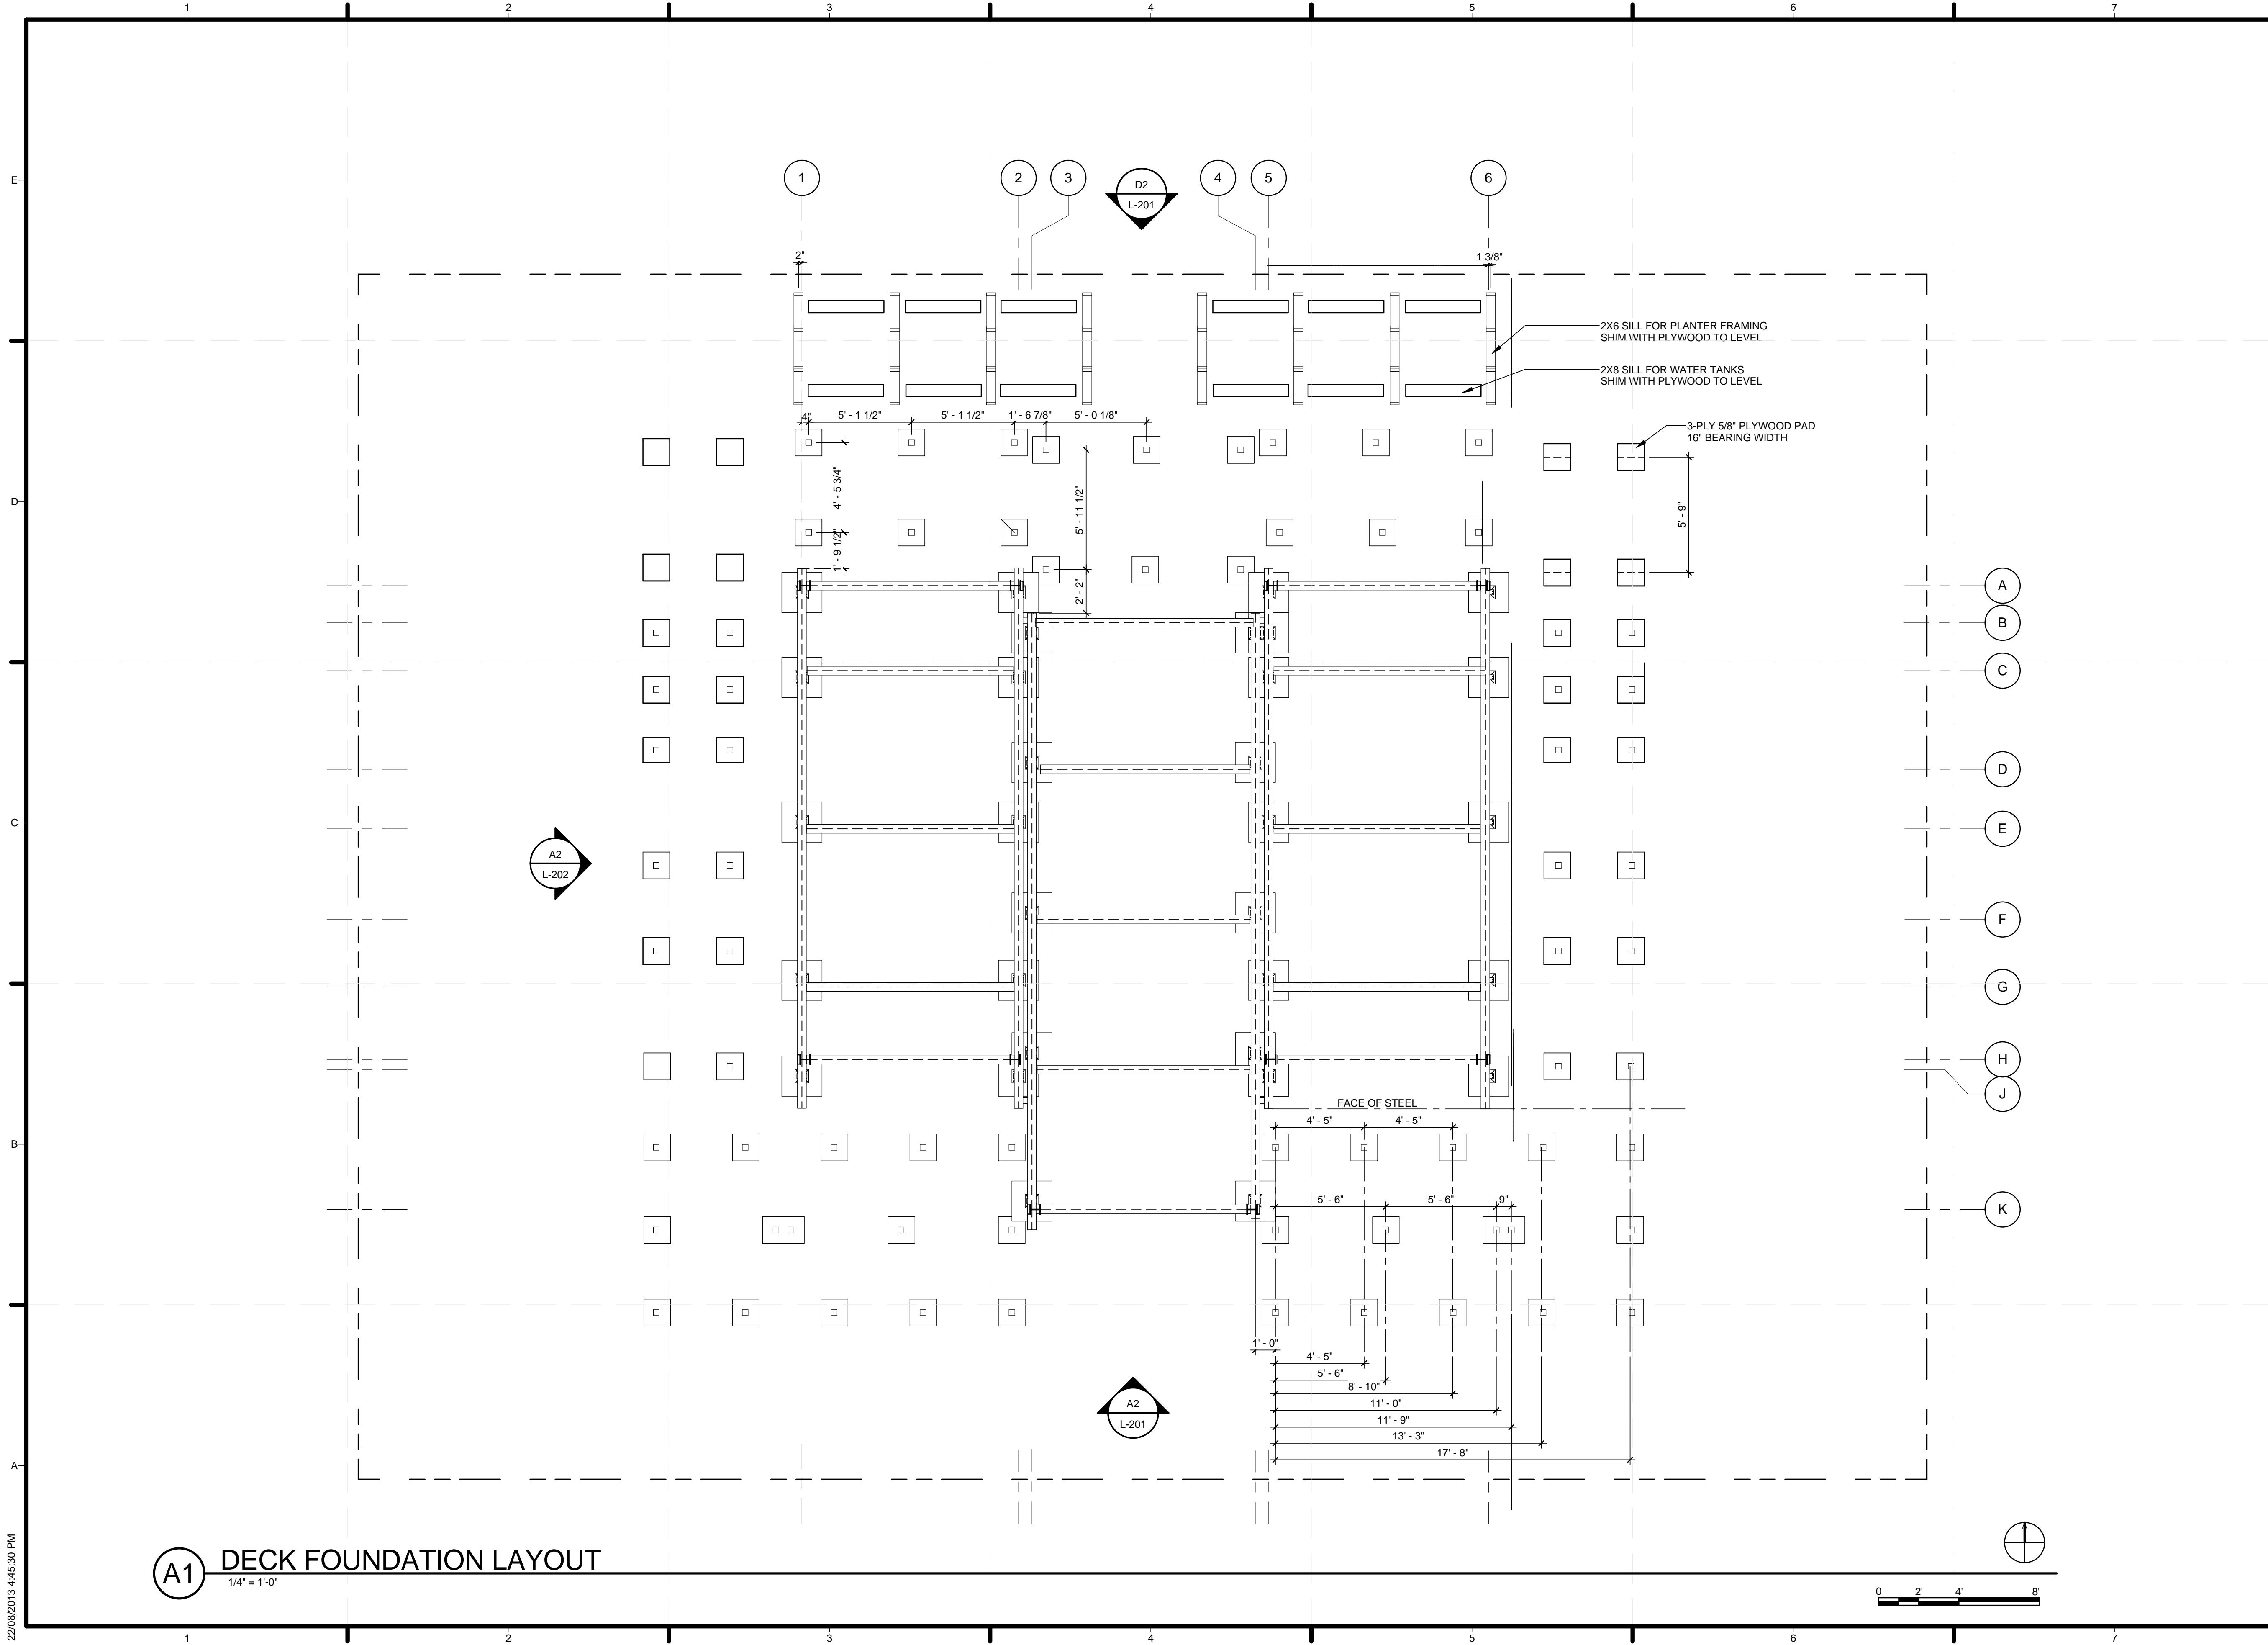 1 2 3 4 5 6 7
E
D
C
B
A
1 2 3 4 5 6
D2
L-201
2"
1 3/8"
2X6 SILL FOR PLANTER FRAMING
SHIM WITH PLYWOOD TO LEVEL
2X8 SILL FOR WATER TANKS
SHIM WITH PLYWOOD TO LEVEL
4" 5' - 1 1/2" 5' - 1 1/2" 1' - 6 7/8" 5' - 0 1/8"
3-PLY 5/8" PLYWOOD PAD
16" BEARING WIDTH
4' - 5 3/4"
5' - 11 1/2"
5' - 9"
1' - 9 1/2"
2' - 2"
A
B
C
D
E
F
G
H
J
K
A2
L-202
FACE OF STEEL
4' - 5" 4' - 5"
5' - 6" 5' - 6" 9"
1' - 0"
4' - 5"
5' - 6"
8' - 10"
11' - 0"
11' - 9"
13' - 3"
17' - 8"
A2
L-201
A1 DECK FOUNDATION LAYOUT
1/4" = 1'-0"
0 2' 4' 8'
22/08/2013 4:45:30 PM
1 2 3 4 5 6 7